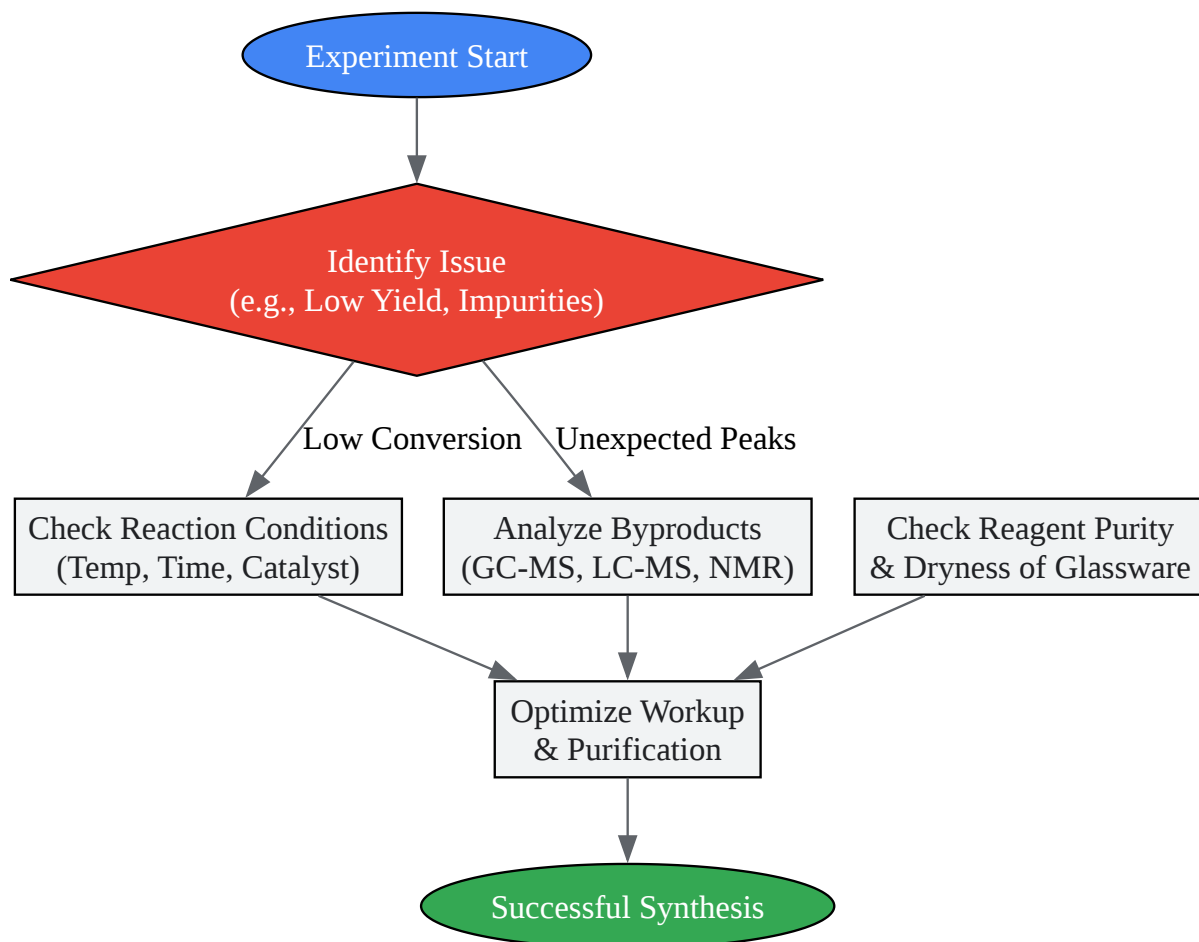 Experiment Start
Identify Issue
(e.g., Low Yield, Impurities)
Low Conversion
Unexpected Peaks
Check Reaction Conditions
(Temp, Time, Catalyst)
Analyze Byproducts
(GC-MS, LC-MS, NMR)
Check Reagent Purity
& Dryness of Glassware
Optimize Workup
& Purification
Successful Synthesis